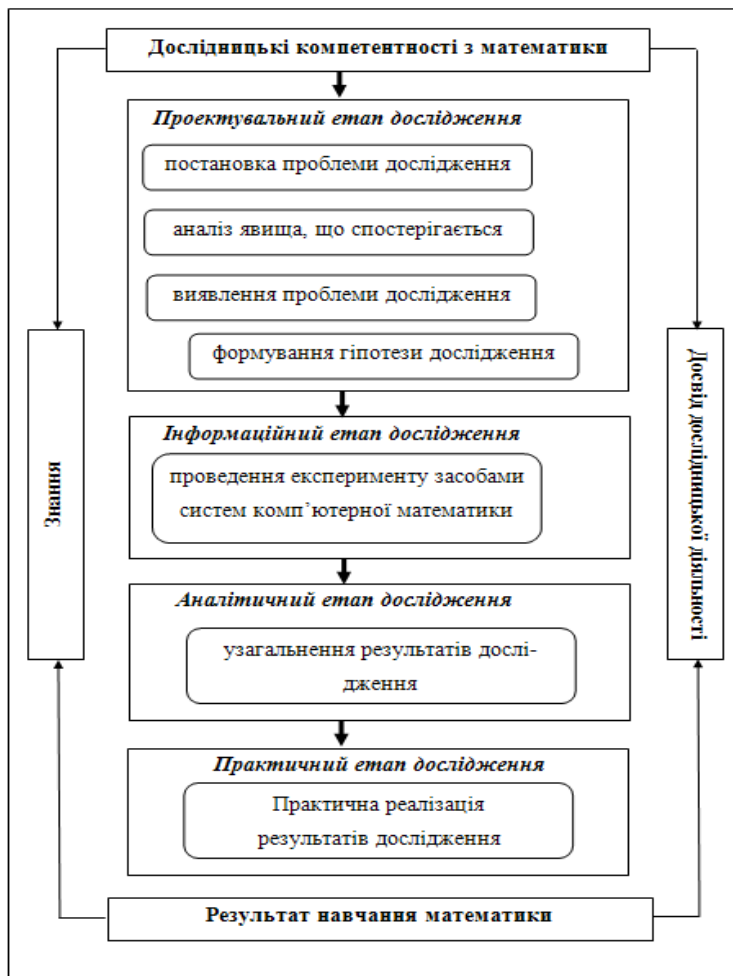 Дослідницькі компетентності з математики
Проектувальний етап дослідження
постановка проблеми дослідження
аналіз явища, що спостерігається
виявлення проблеми дослідження
формування гіпотези дослідження
Інформаційний етап дослідження
проведення експерименту засобами
систем комп’ютерної математики
Аналітичний етап дослідження
узагальнення результатів дослі-
дження
Практичний етап дослідження
Практична реалізація
результатів дослідження
Знання
Досвід дослідницької діяльності
Результат навчання математики